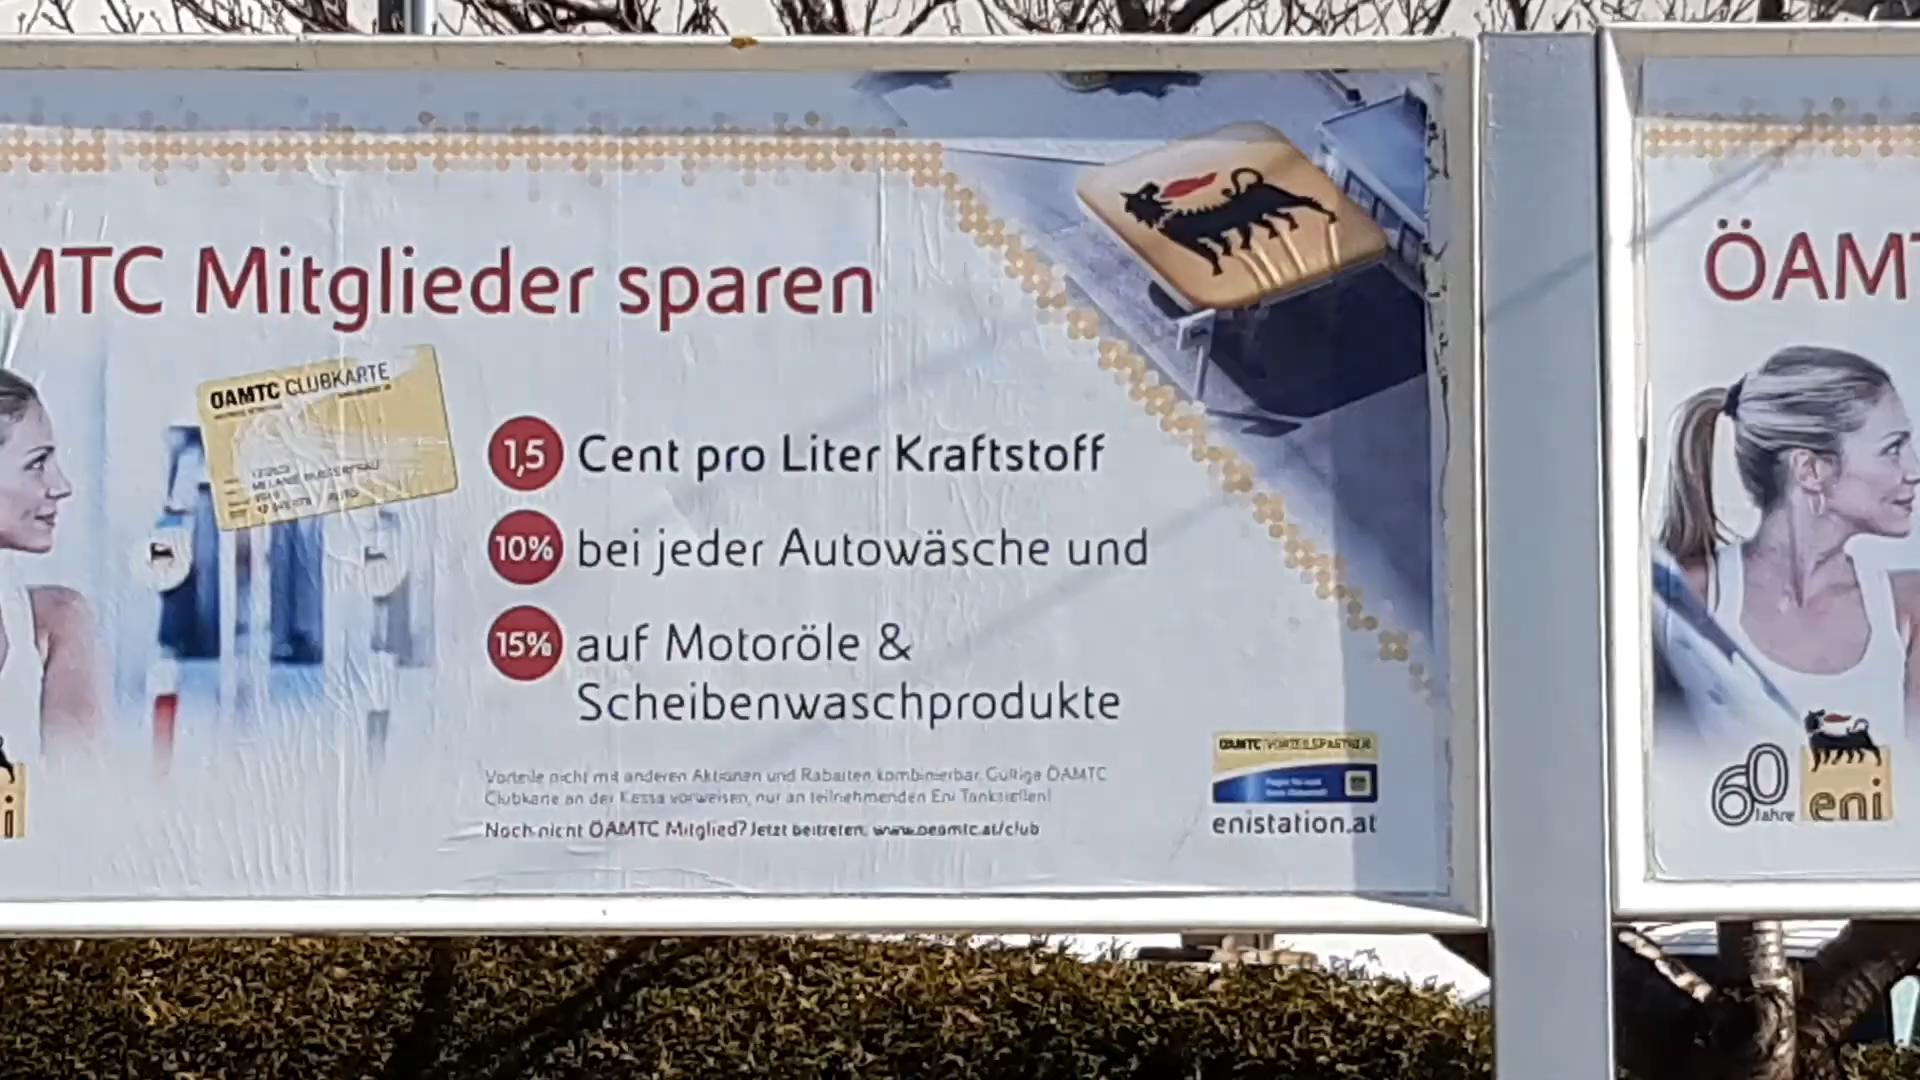 MTC Mitglieder sparen
ÖAMTC CLUBKARTE
1,5 Cent pro Liter Kraftstoff
10% bei jeder Autowäsche und
15% auf Motoröle &
Scheibenwaschprodukte
Vorteile nicht mit anderen Aktionen und Rabatten kombinierbar. Gültige ÖAMTC
Clubkarte an der Kassa vorweisen, nur an teilnehmenden Eni Tankstellen!
Noch nicht ÖAMTC Mitglied? Jetzt beitreten: www.oeamtc.at/club
ÖAMTC VORTEILSPARTNER
enistation.at
i
ÖAMT
60 Jahre
eni